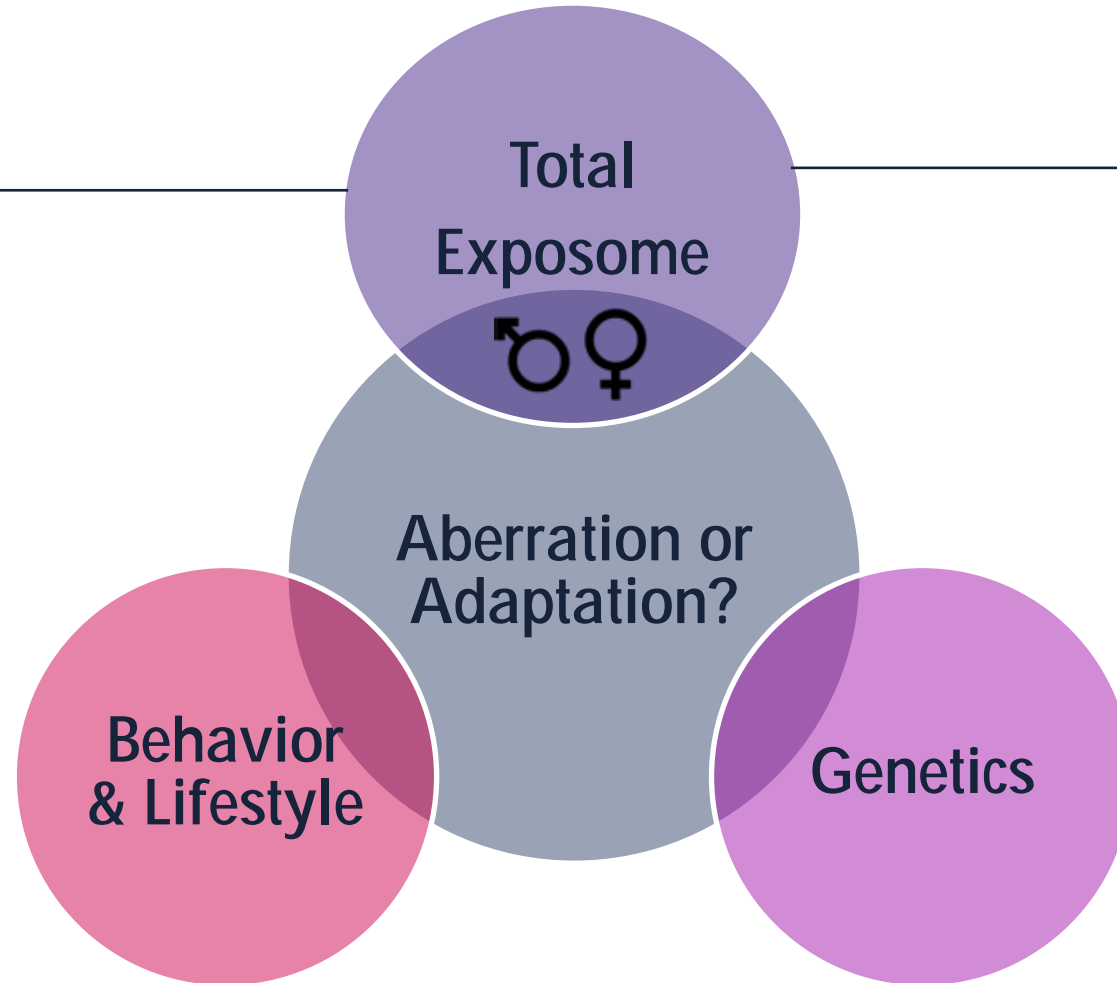 Total
Exposome
Aberration or
Adaptation?
Behavior
& Lifestyle
Genetics